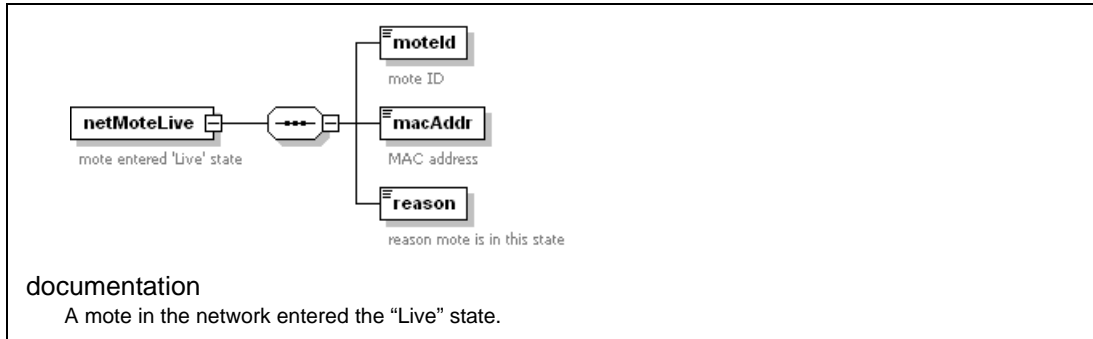 moteId
mote ID
netMoteLive
mote entered 'Live' state
macAddr
MAC address
reason
reason mote is in this state
documentation
A mote in the network entered the “Live” state.